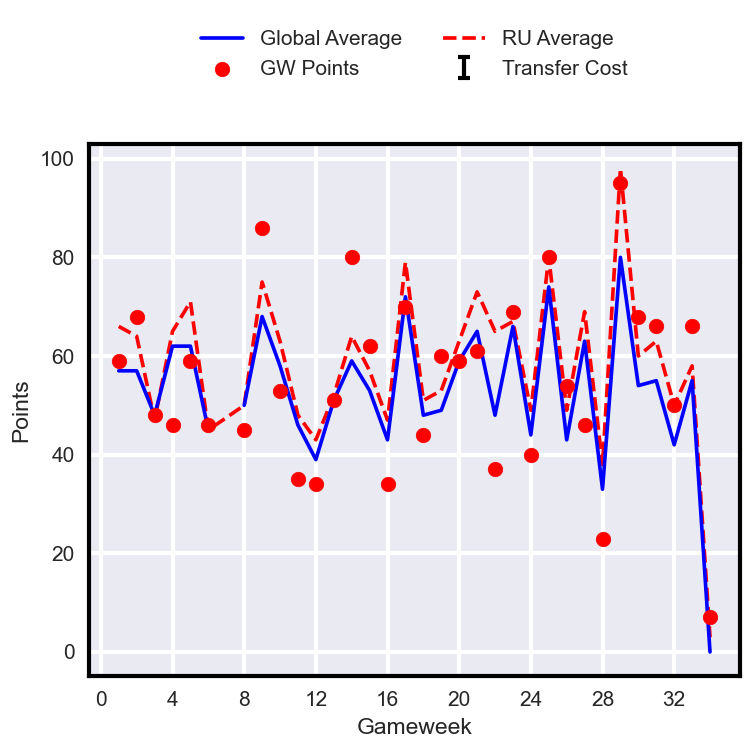 Global Average
RU Average
GW Points
Transfer Cost
100
80
60
40
20
0
Points
0 4 8 12 16 20 24 28 32
Gameweek